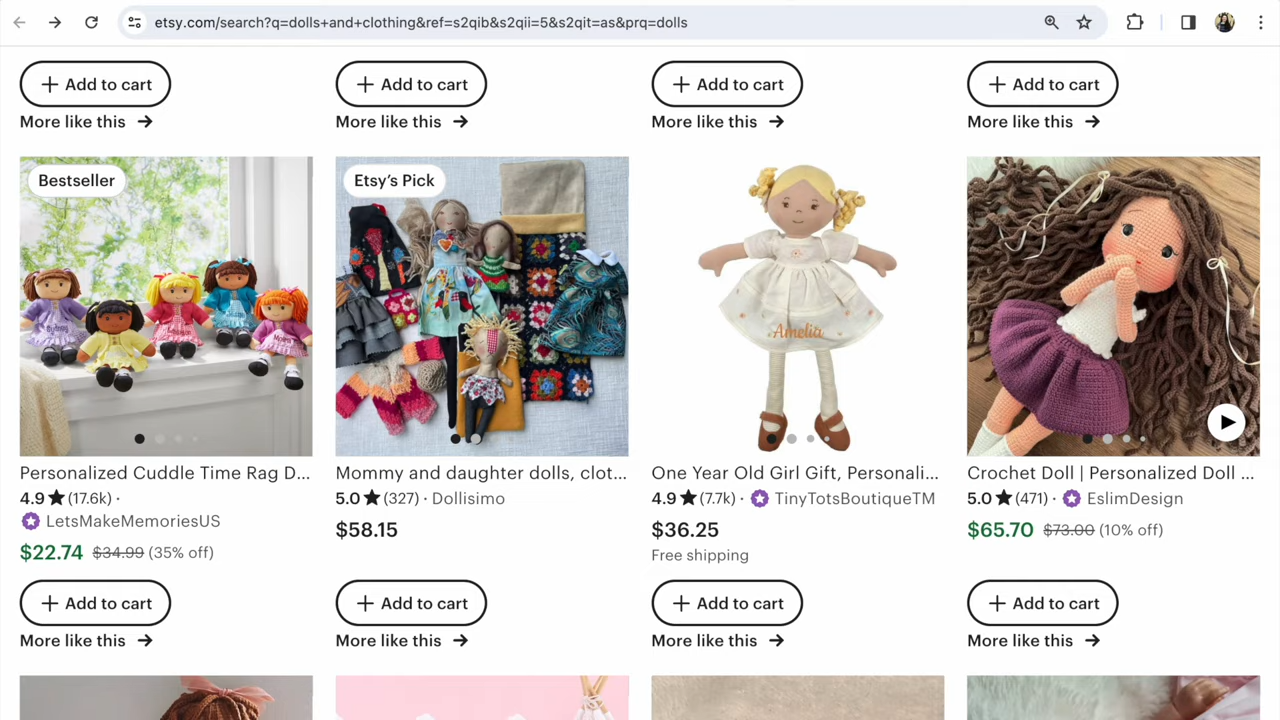 etsy.com/search?q=dolls+and+clothing&ref=s2qib&s2qii=5&s2qit=as&prq=dolls
+ Add to cart
More like this →
+ Add to cart
More like this →
+ Add to cart
More like this →
+ Add to cart
More like this →
Bestseller
Personalized Cuddle Time Rag D...
4.9 ★ (17.6k) ·
LetsMakeMemoriesUS
$22.74 $34.99 (35% off)
+ Add to cart
More like this →
Etsy's Pick
Mommy and daughter dolls, clot...
5.0 ★ (327) · Dollisimo
$58.15
+ Add to cart
More like this →
Amelia
One Year Old Girl Gift, Personali...
4.9 ★ (7.7k) · TinyTotsBoutiqueTM
$36.25
Free shipping
+ Add to cart
More like this →
Crochet Doll | Personalized Doll ...
5.0 ★ (471) · EslimDesign
$65.70 $73.00 (10% off)
+ Add to cart
More like this →